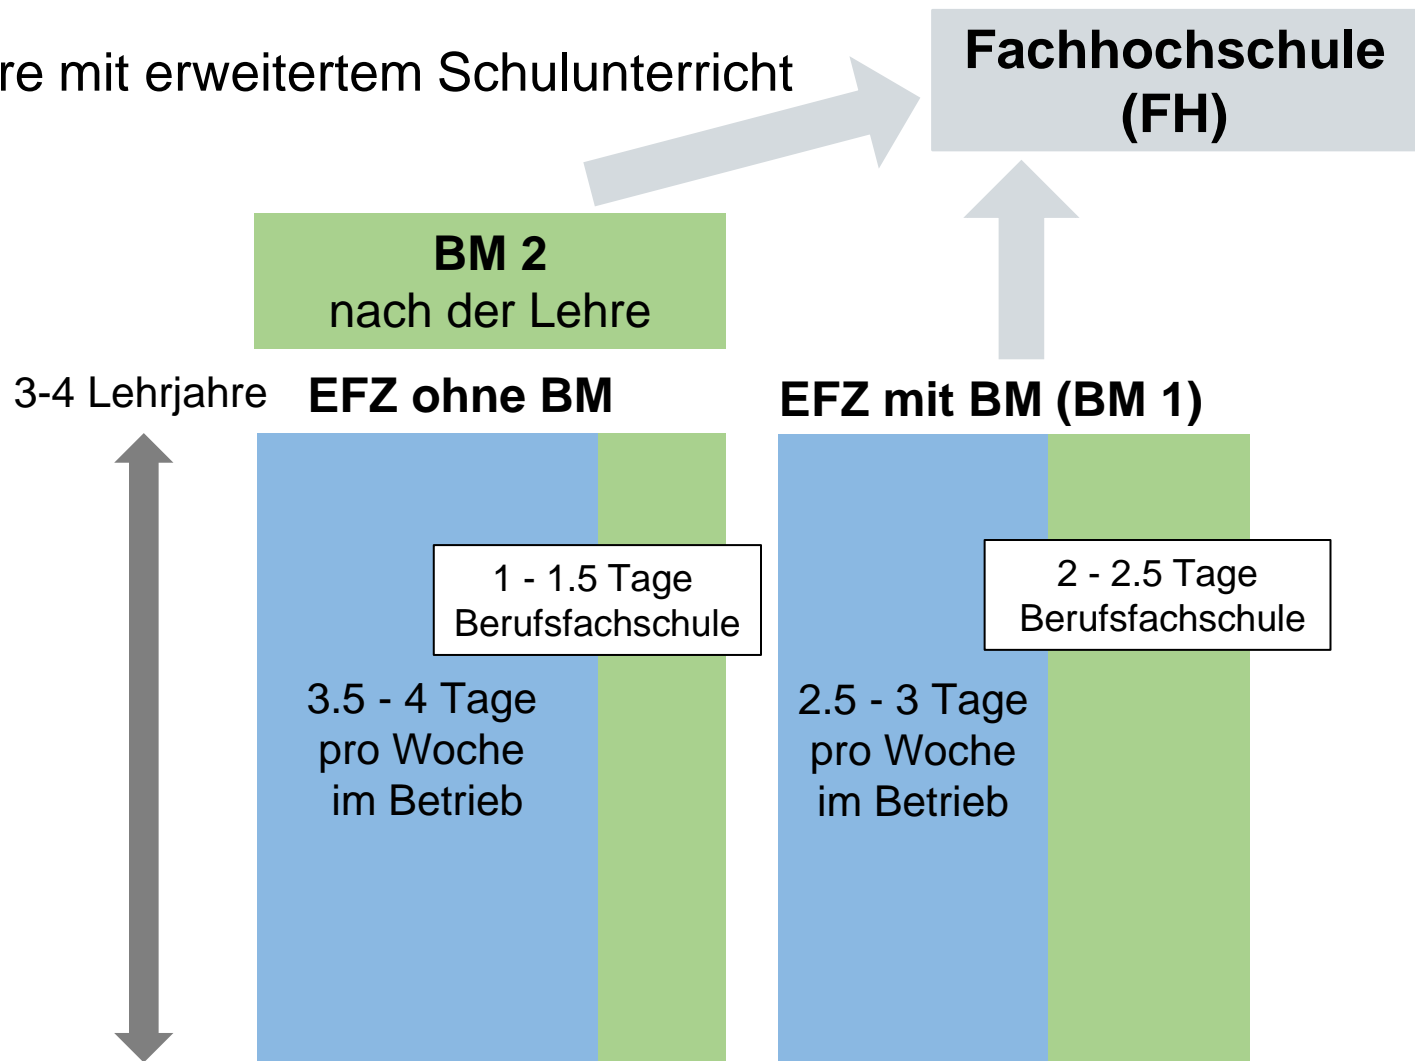 re mit erweitertem Schulunterricht
Fachhochschule
(FH)
BM 2
nach der Lehre
3-4 Lehrjahre
EFZ ohne BM
EFZ mit BM (BM 1)
1 - 1.5 Tage
Berufsfachschule
2 - 2.5 Tage
Berufsfachschule
3.5 - 4 Tage
pro Woche
im Betrieb
2.5 - 3 Tage
pro Woche
im Betrieb